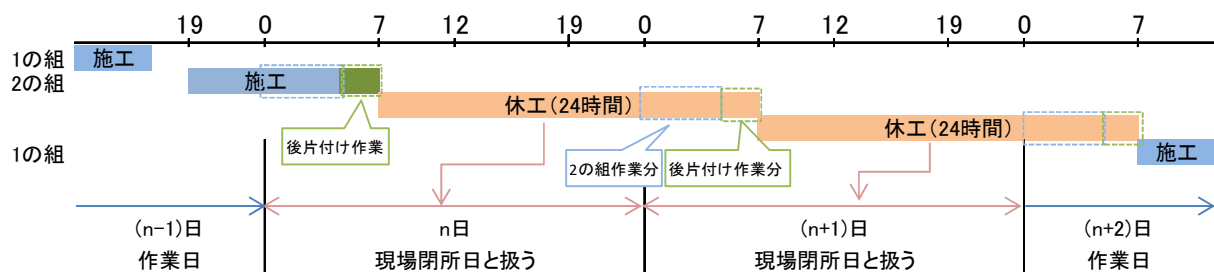 19 0 7 12 19 0 7 12 19 0 7
1の組 施工
2の組 施工
休工(24時間)
後片付け作業 2の組作業分 後片付け作業分
休工(24時間)
1の組 施工
(n-1)日 n日 (n+1)日 (n+2)日
作業日 現場閉所日と扱う 現場閉所日と扱う 作業日